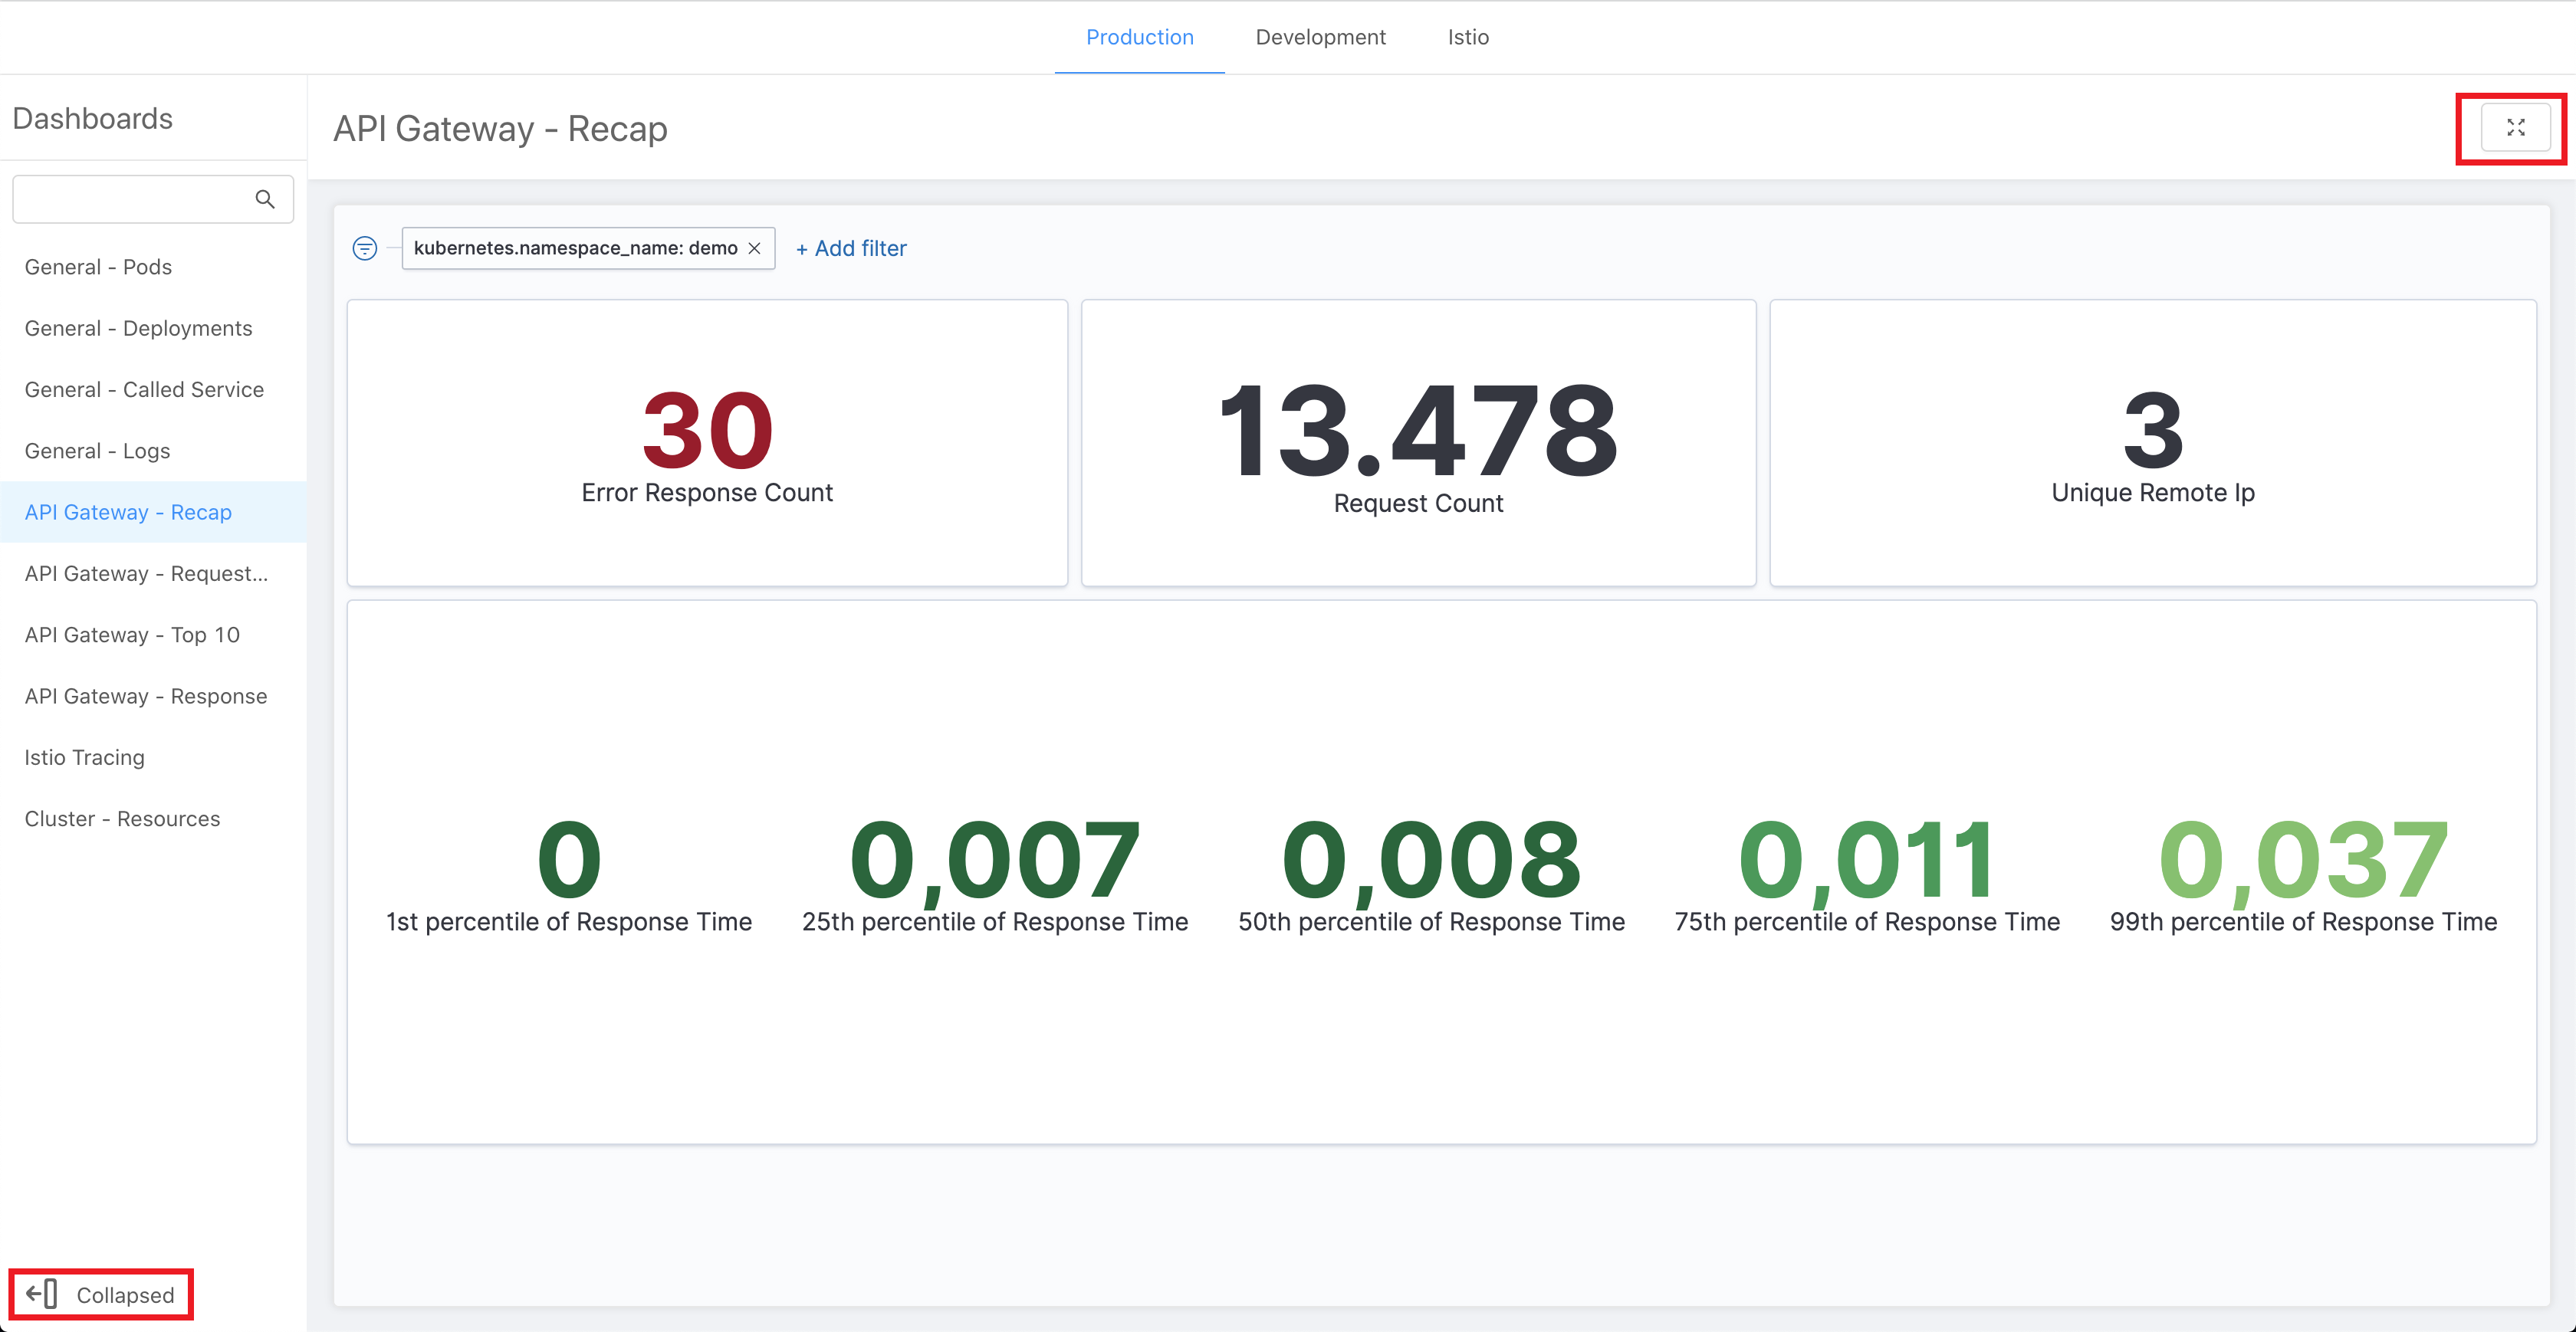 Production Development Istio
Dashboards
API Gateway - Recap
kubernetes.namespace_name: demo + Add filter
General - Pods
General - Deployments
General - Called Service
General - Logs
API Gateway - Recap
API Gateway - Request...
API Gateway - Top 10
API Gateway - Response
Istio Tracing
Cluster - Resources
Collapsed
30
Error Response Count
13.478
Request Count
3
Unique Remote Ip
0
1st percentile of Response Time
0,007
25th percentile of Response Time
0,008
50th percentile of Response Time
0,011
75th percentile of Response Time
0,037
99th percentile of Response Time